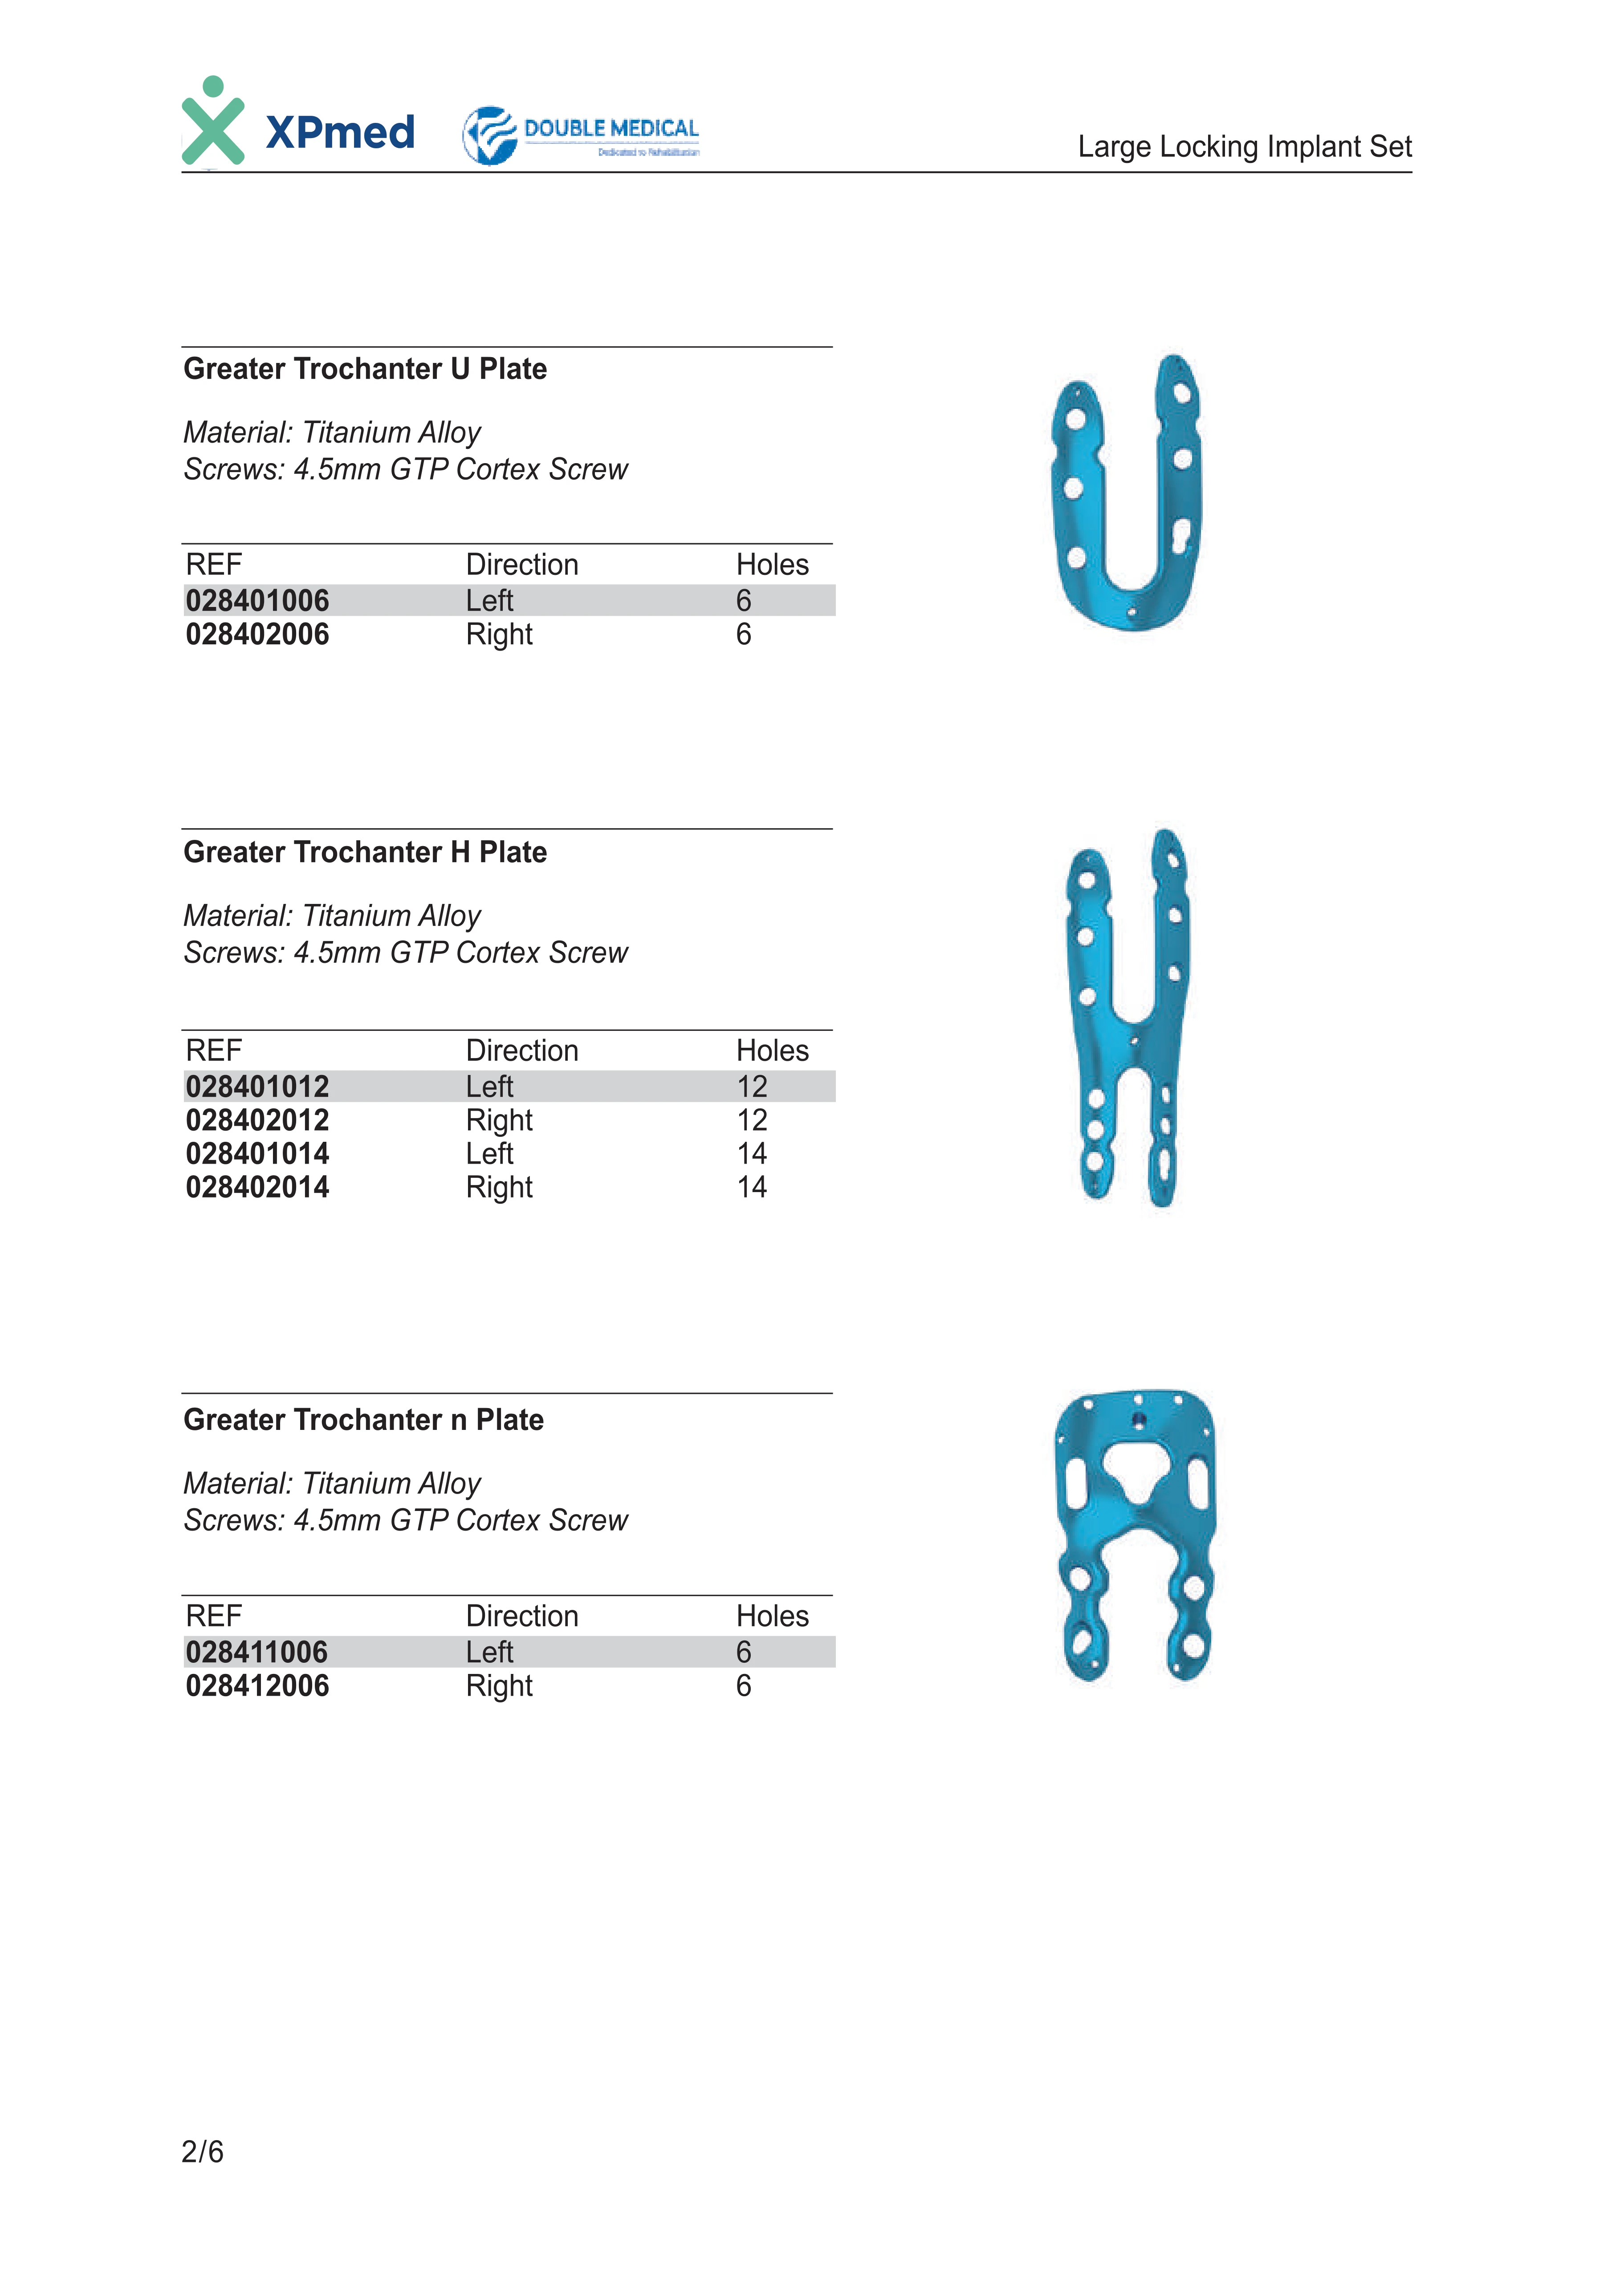 XPmed
DOUBLE MEDICAL
Dedicated to Rehabilitation
Large Locking Implant Set
Greater Trochanter U Plate
Material: Titanium Alloy
Screws: 4.5mm GTP Cortex Screw
REF Direction Holes
028401006 Left 6
028402006 Right 6
Greater Trochanter H Plate
Material: Titanium Alloy
Screws: 4.5mm GTP Cortex Screw
REF Direction Holes
028401012 Left 12
028402012 Right 12
028401014 Left 14
028402014 Right 14
Greater Trochanter n Plate
Material: Titanium Alloy
Screws: 4.5mm GTP Cortex Screw
REF Direction Holes
028411006 Left 6
028412006 Right 6
2/6